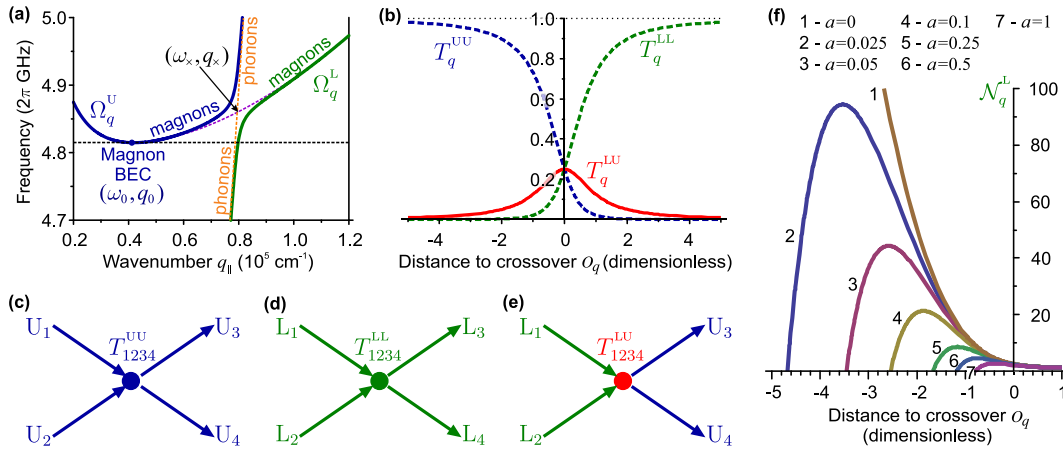 (a)
5.0
4.9
4.8
4.7
Frequency (2π GHz)
Ω_q^U
magnons
(ω×, q×)
phonons
magnons
Ω_q^L
Magnon
BEC
(ω₀, q₀)
phonons
0.2 0.4 0.6 0.8 1.0 1.2
Wavenumber q∥ (10⁵ cm⁻¹)
(b)
1.0
0.8
0.6
0.4
0.2
T_q^UU
T_q^LL
T_q^LU
-4 -2 0 2 4
Distance to crossover O_q (dimensionless)
(c)
U₁ U₃
T_1234^UU
U₂ U₄
(d)
L₁ L₃
T_1234^LL
L₂ L₄
(e)
L₁ U₃
T_1234^LU
L₂ U₄
(f)
1 - a=0 4 - a=0.1 7 - a=1
2 - a=0.025 5 - a=0.25
3 - a=0.05 6 - a=0.5
𝒩_q^L
100
80
60
40
20
1
2
3
4
5
6
7
-5 -4 -3 -2 -1 0 1
Distance to crossover O_q
(dimensionless)